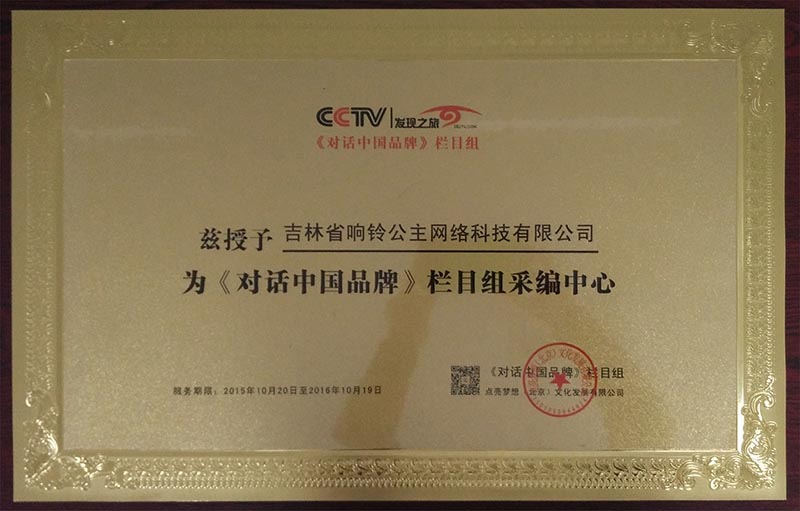 CCTV 发现之旅
《对话中国品牌》栏目组
兹授予 吉林省响铃公主网络科技有限公司
为《对话中国品牌》栏目组采编中心
服务期限：2015年10月20日至2016年10月19日
《对话中国品牌》栏目组
点亮梦想（北京）文化发展有限公司